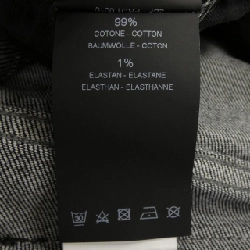 99%
COTONE - COTTON
BAUMWOLLE - COTON
1%
ELASTAN - ELASTANE
ELASTHAN - ELASTHANNE
30